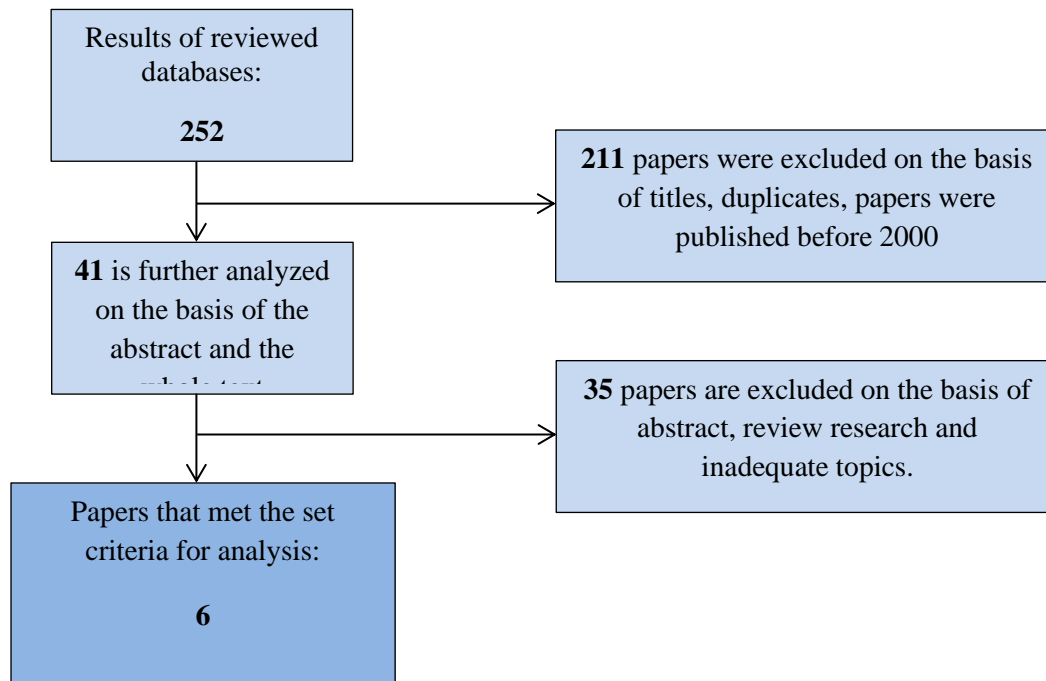 Results of reviewed
databases:
252
211 papers were excluded on the basis
of titles, duplicates, papers were
published before 2000
41 is further analyzed
on the basis of the
abstract and the
35 papers are excluded on the basis of
abstract, review research and
inadequate topics.
Papers that met the set
criteria for analysis:
6